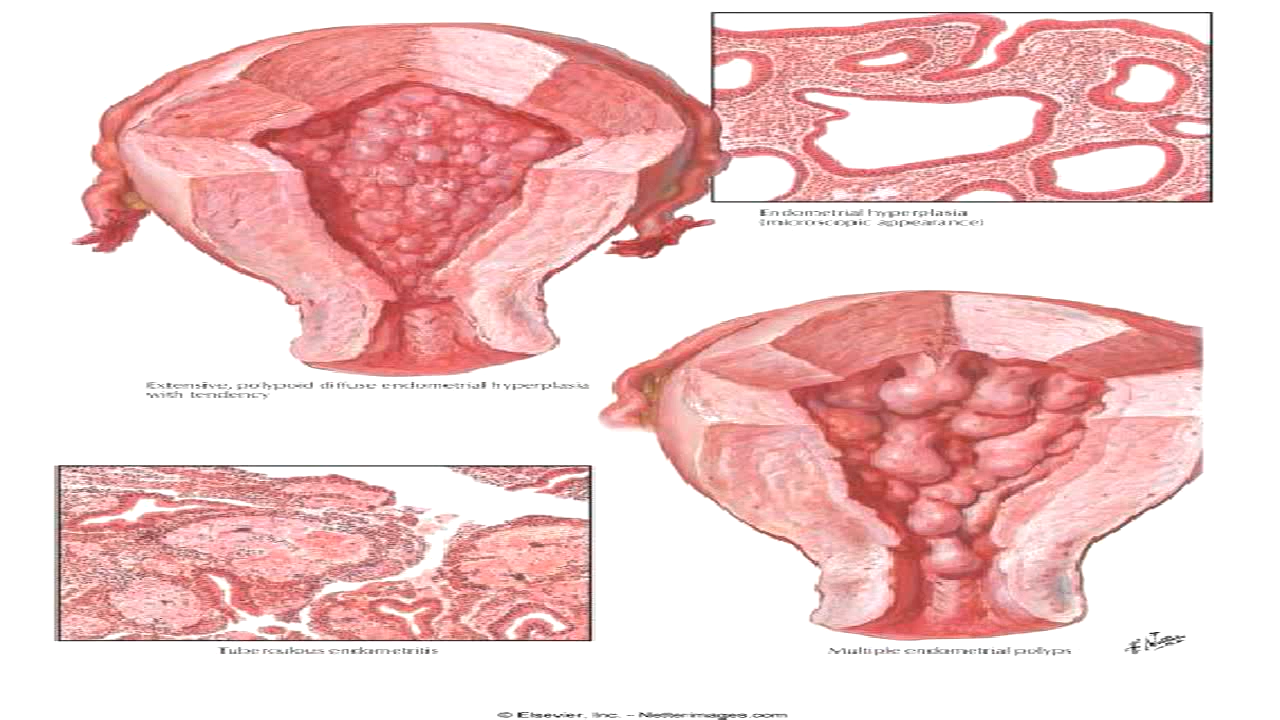 Endometrial hyperplasia
(microscopic appearance)
Extensive, polypoid diffuse endometrial hyperplasia
with tendency
Tuberculous endometritis
Multiple endometrial polyps
F. Netter
© Elsevier, Inc. - Netterimages.com